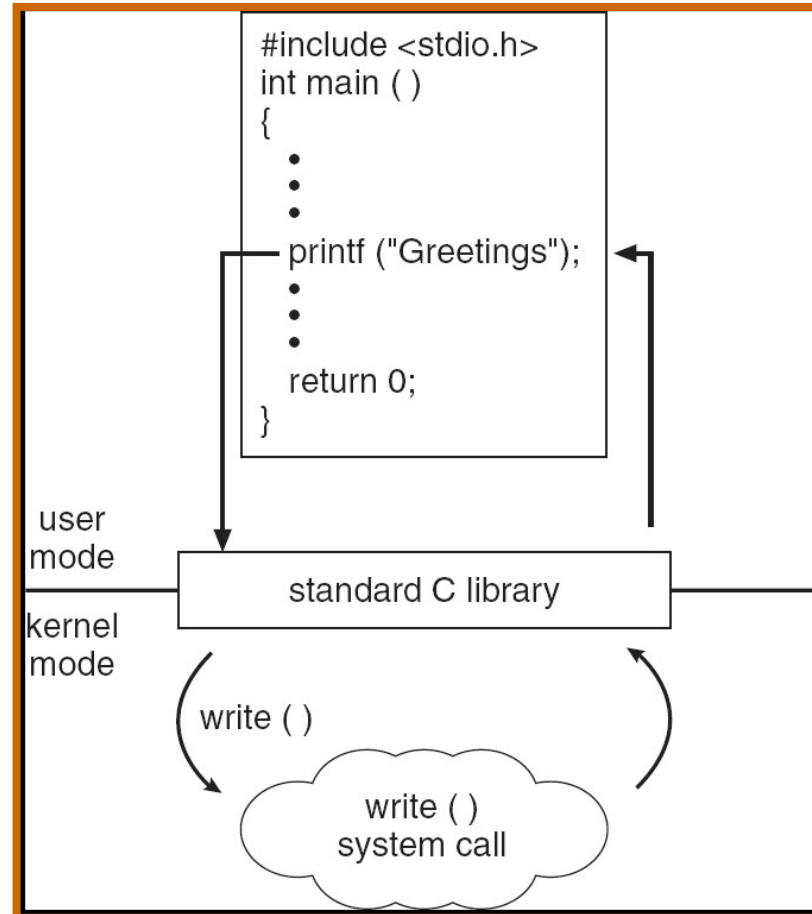 #include <stdio.h>
int main ( )
{
•
•
•
printf ("Greetings");
•
•
•
return 0;
}
user
mode
standard C library
kernel
mode
write ( )
write ( )
system call